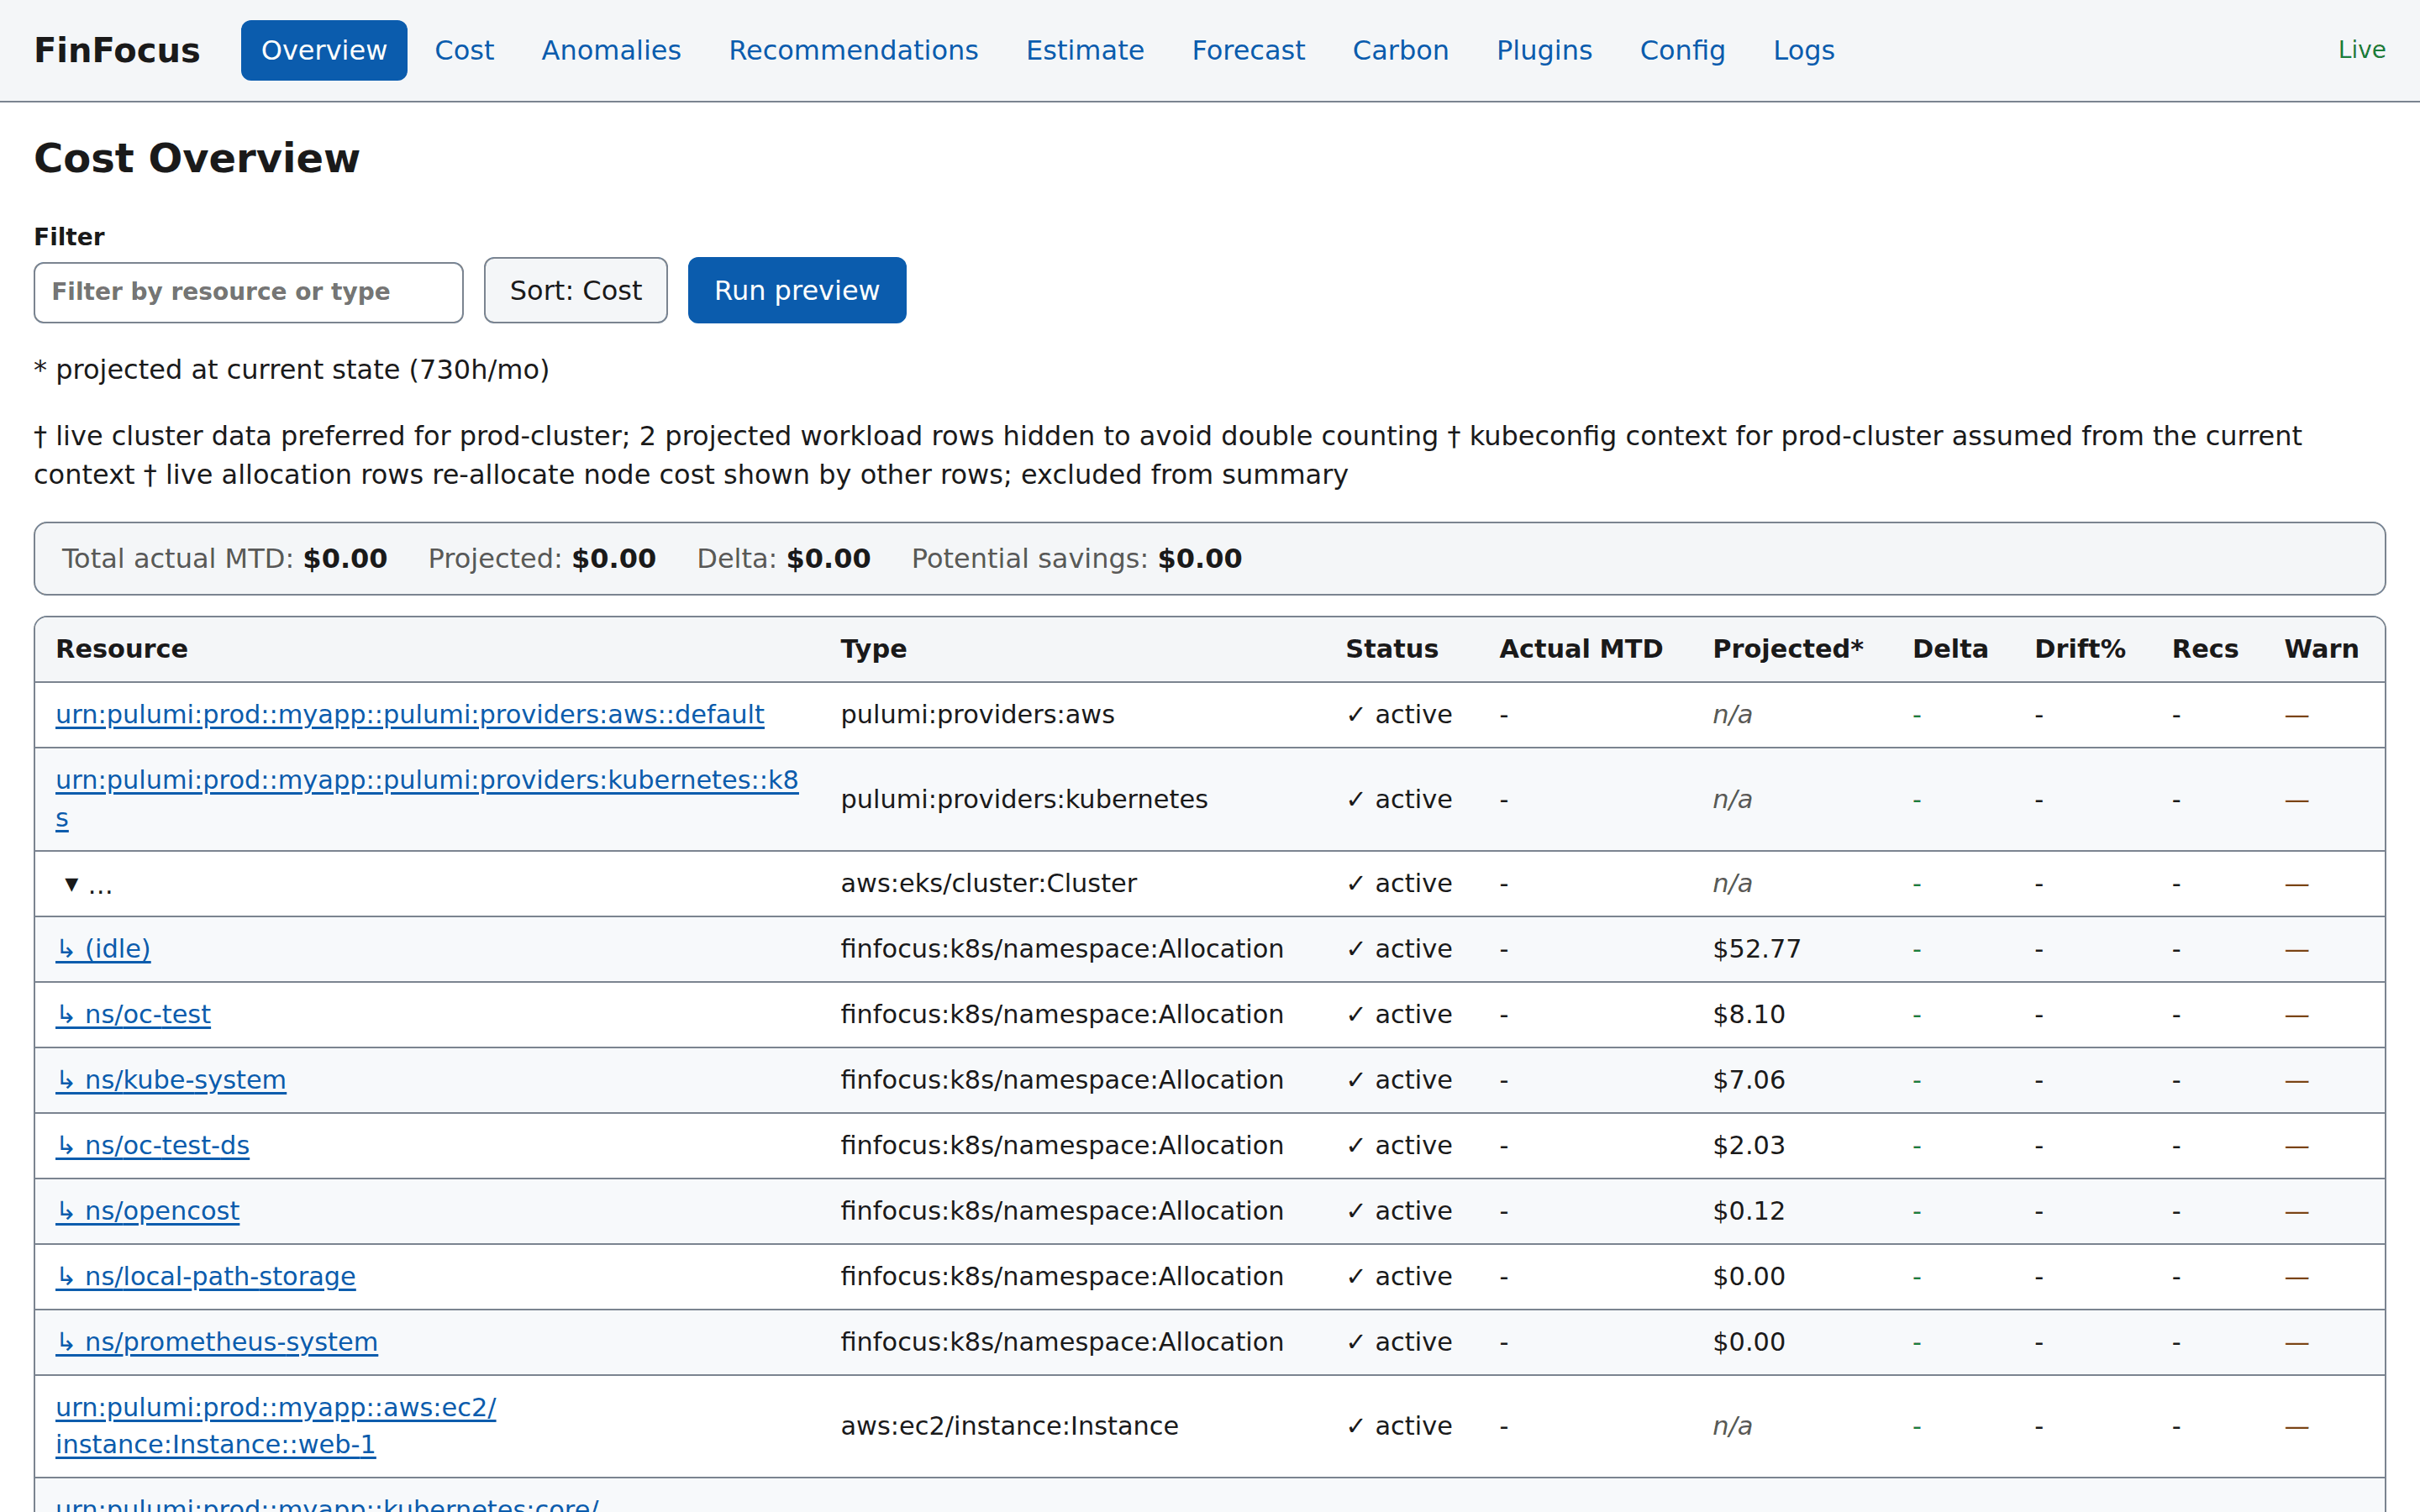 FinFocus Overview Cost Anomalies Recommendations Estimate Forecast Carbon Plugins Config Logs Live
Cost Overview
Filter
Filter by resource or type Sort: Cost Run preview
* projected at current state (730h/mo)
† live cluster data preferred for prod-cluster; 2 projected workload rows hidden to avoid double counting † kubeconfig context for prod-cluster assumed from the current
context † live allocation rows re-allocate node cost shown by other rows; excluded from summary
Total actual MTD: $0.00 Projected: $0.00 Delta: $0.00 Potential savings: $0.00
Resource Type Status Actual MTD Projected* Delta Drift% Recs Warn
urn:pulumi:prod::myapp::pulumi:providers:aws::default pulumi:providers:aws ✓ active - n/a - - - —
urn:pulumi:prod::myapp::pulumi:providers:kubernetes::k8
s pulumi:providers:kubernetes ✓ active - n/a - - - —
▼ … aws:eks/cluster:Cluster ✓ active - n/a - - - —
↳ (idle) finfocus:k8s/namespace:Allocation ✓ active - $52.77 - - - —
↳ ns/oc-test finfocus:k8s/namespace:Allocation ✓ active - $8.10 - - - —
↳ ns/kube-system finfocus:k8s/namespace:Allocation ✓ active - $7.06 - - - —
↳ ns/oc-test-ds finfocus:k8s/namespace:Allocation ✓ active - $2.03 - - - —
↳ ns/opencost finfocus:k8s/namespace:Allocation ✓ active - $0.12 - - - —
↳ ns/local-path-storage finfocus:k8s/namespace:Allocation ✓ active - $0.00 - - - —
↳ ns/prometheus-system finfocus:k8s/namespace:Allocation ✓ active - $0.00 - - - —
urn:pulumi:prod::myapp::aws:ec2/
instance:Instance::web-1 aws:ec2/instance:Instance ✓ active - n/a - - - —
urn:pulumi:prod::myapp::kubernetes:core/